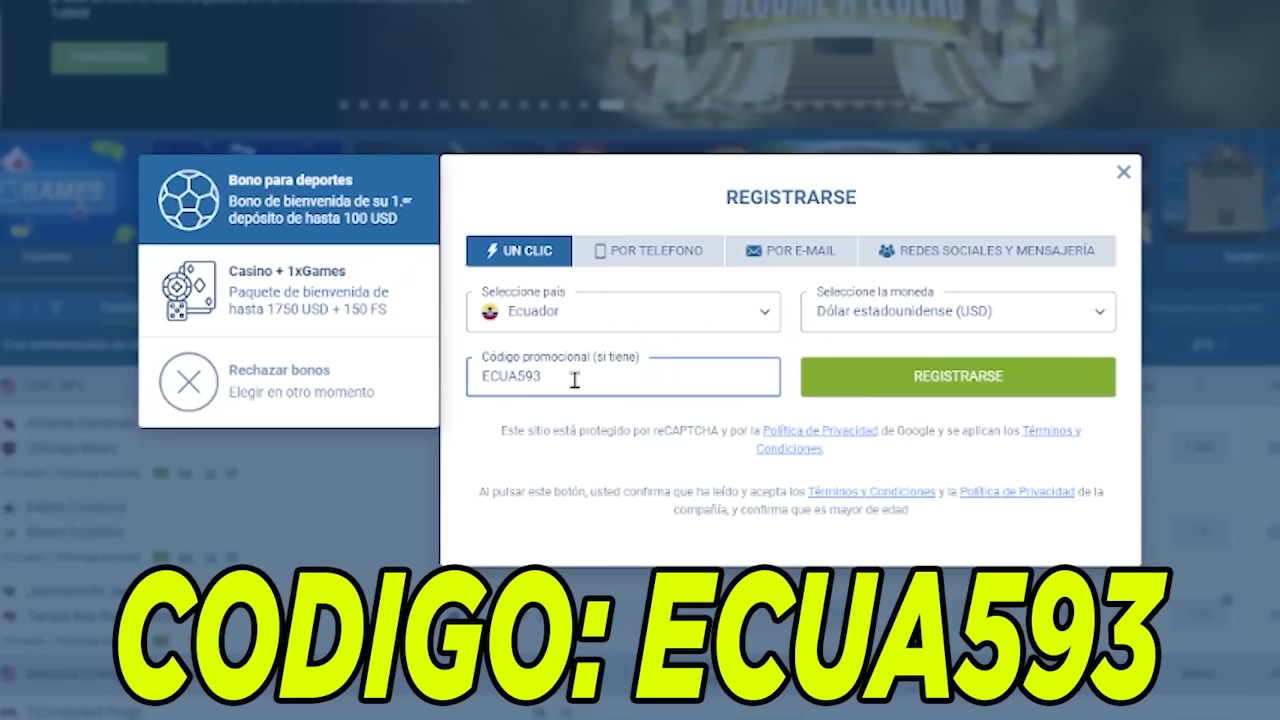 BECOME A LEGEND
GAMES
Bono para deportes
Bono de bienvenida de su 1.er
depósito de hasta 100 USD
Casino + 1xGames
Paquete de bienvenida de
hasta 1750 USD + 150 FS
Rechazar bonos
Elegir en otro momento
REGISTRARSE
UN CLIC
POR TELEFONO
POR E-MAIL
REDES SOCIALES Y MENSAJERÍA
Seleccione país
Ecuador
Seleccione la moneda
Dólar estadounidense (USD)
Código promocional (si tiene)
ECUA593
REGISTRARSE
Este sitio está protegido por reCAPTCHA y por la Política de Privacidad de Google y se aplican los Términos y
Condiciones.
Al pulsar este botón, usted confirma que ha leído y acepta los Términos y Condiciones y la Política de Privacidad de la
compañía, y confirma que es mayor de edad
CODIGO: ECUA593